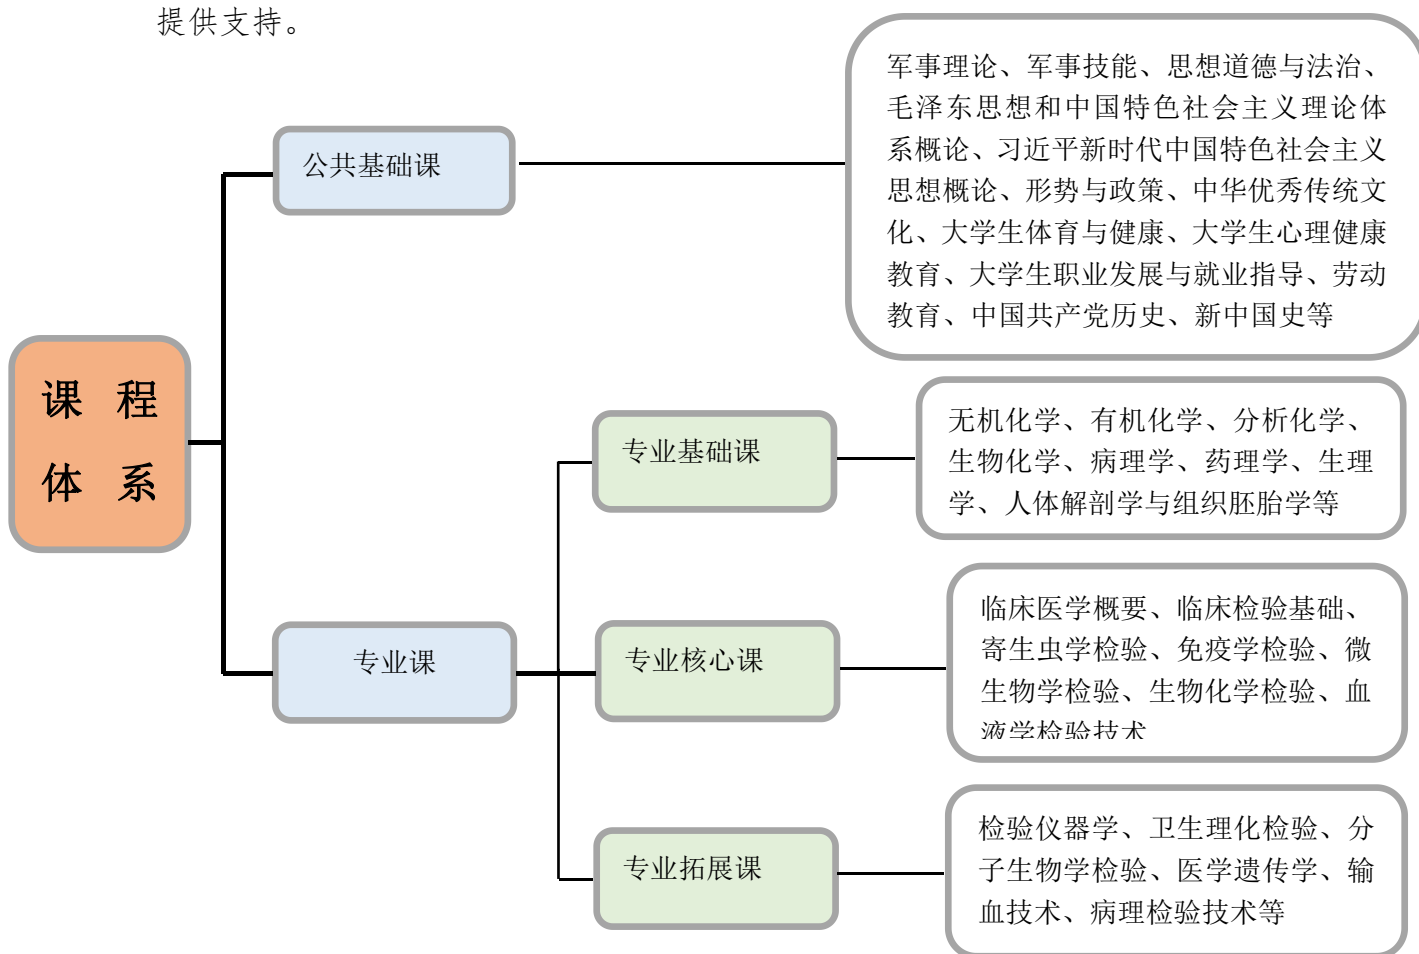 提供支持。
军事理论、军事技能、思想道德与法治、
毛泽东思想和中国特色社会主义理论体
系概论、习近平新时代中国特色社会主义
思想概论、形势与政策、中华优秀传统文
化、大学生体育与健康、大学生心理健康
教育、大学生职业发展与就业指导、劳动
教育、中国共产党历史、新中国史等
公共基础课
课 程
体 系
专业基础课
无机化学、有机化学、分析化学、
生物化学、病理学、药理学、生理
学、人体解剖学与组织胚胎学等
专业课
专业核心课
临床医学概要、临床检验基础、
寄生虫学检验、免疫学检验、微
生物学检验、生物化学检验、血
液学检验技术
专业拓展课
检验仪器学、卫生理化检验、分
子生物学检验、医学遗传学、输
血技术、病理检验技术等